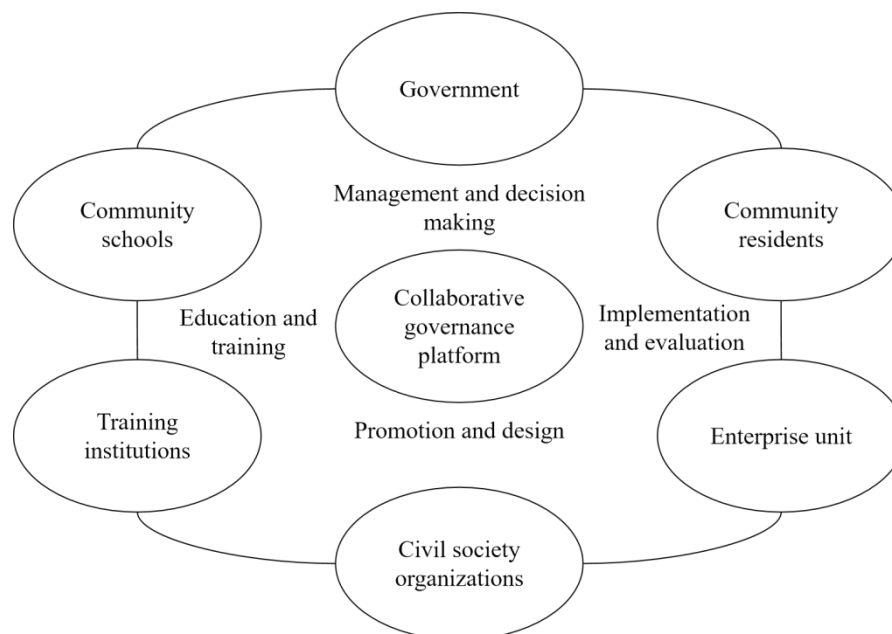 Government
Management and decision
making
Community
schools
Community
residents
Collaborative
governance
platform
Education and
training
Implementation
and evaluation
Training
institutions
Promotion and design
Enterprise unit
Civil society
organizations